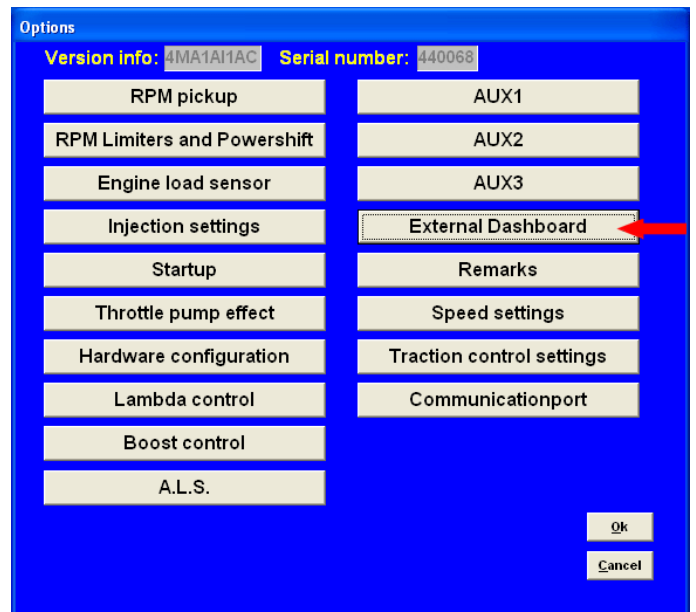 Options
Version info: 4MA1AI1AC Serial number: 440068
RPM pickup
RPM Limiters and Powershift
Engine load sensor
Injection settings
Startup
Throttle pump effect
Hardware configuration
Lambda control
Boost control
A.L.S.
AUX1
AUX2
AUX3
External Dashboard
Remarks
Speed settings
Traction control settings
Communicationport
Ok
Cancel